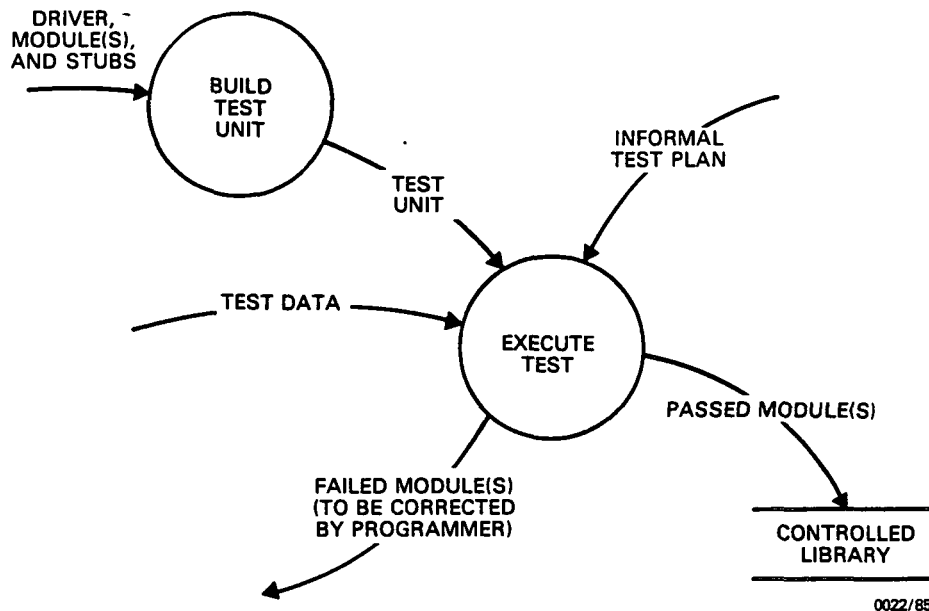 DRIVER,
MODULE(S),
AND STUBS
BUILD
TEST
UNIT
INFORMAL
TEST PLAN
TEST
UNIT
TEST DATA
EXECUTE
TEST
PASSED MODULE(S)
FAILED MODULE(S)
(TO BE CORRECTED
BY PROGRAMMER)
CONTROLLED
LIBRARY
0022/85